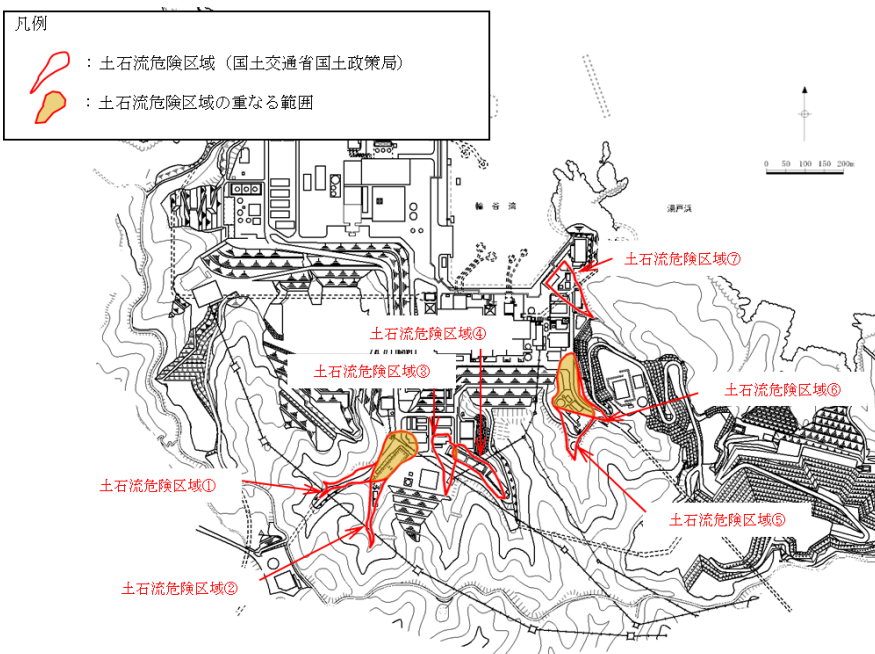 凡例
：土石流危険区域（国土交通省国土政策局）
：土石流危険区域の重なる範囲
0 50 100 150 200m
輪谷湾
土石流危険区域⑦
土石流危険区域④
土石流危険区域③
土石流危険区域⑥
土石流危険区域①
土石流危険区域⑤
土石流危険区域②